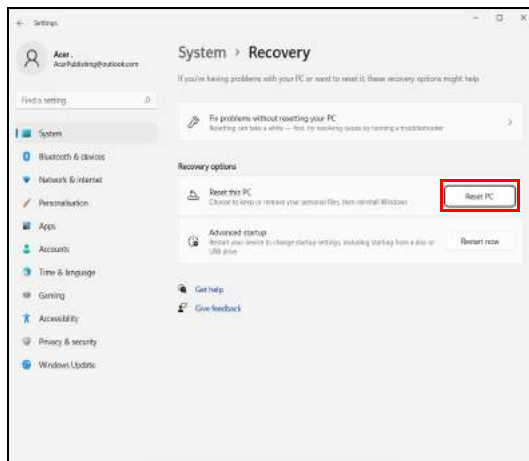 Settings
Acer .
AcerPublishing@outlook.com
Find a setting
System
Bluetooth & devices
Network & internet
Personalisation
Apps
Accounts
Time & language
Gaming
Accessibility
Privacy & security
Windows Update
System > Recovery
If you're having problems with your PC or want to reset it, these recovery options might help.
Fix problems without resetting your PC
Resetting can take a while — first, try resolving issues by running a troubleshooter
Recovery options
Reset this PC
Choose to keep or remove your personal files, then reinstall Windows
Reset PC
Advanced startup
Restart your device to change startup settings, including starting from a disc or
USB drive
Restart now
Get help
Give feedback